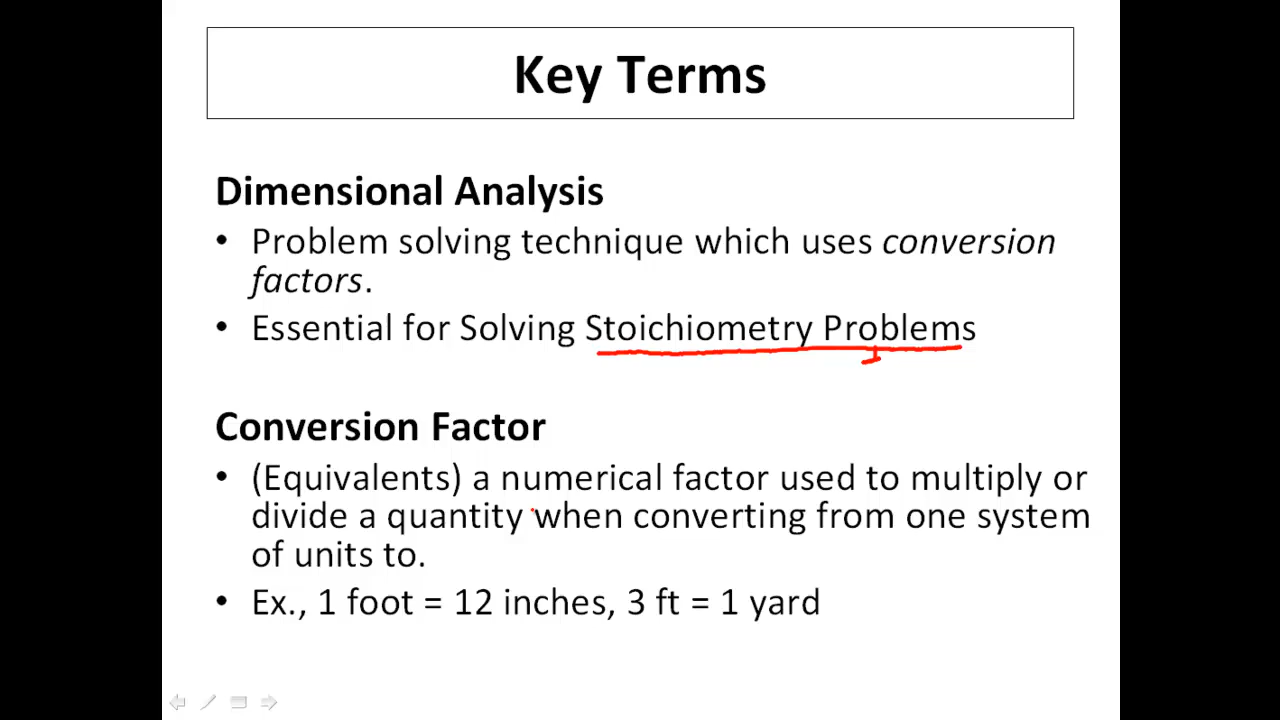 Key Terms
Dimensional Analysis
• Problem solving technique which uses conversion
factors.
• Essential for Solving Stoichiometry Problems
Conversion Factor
• (Equivalents) a numerical factor used to multiply or
divide a quantity when converting from one system
of units to.
• Ex., 1 foot = 12 inches, 3 ft = 1 yard